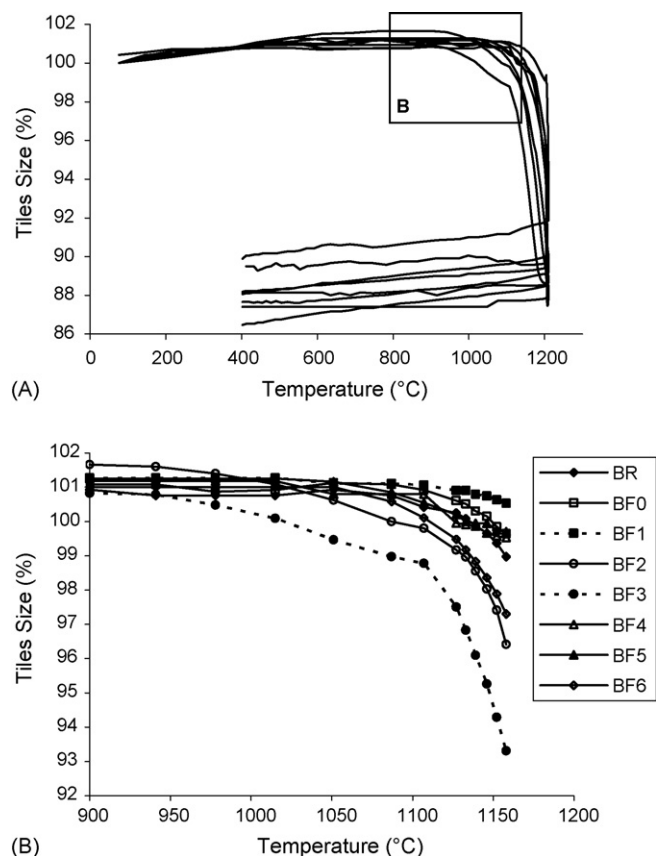 102
100
98
96
94
92
90
88
86
Tiles Size (%)
B
0 200 400 600 800 1000 1200
Temperature (°C)
(A)
102
101
100
99
98
97
96
95
94
93
92
Tiles Size (%)
900 950 1000 1050 1100 1150 1200
Temperature (°C)
(B)
BR
BF0
BF1
BF2
BF3
BF4
BF5
BF6